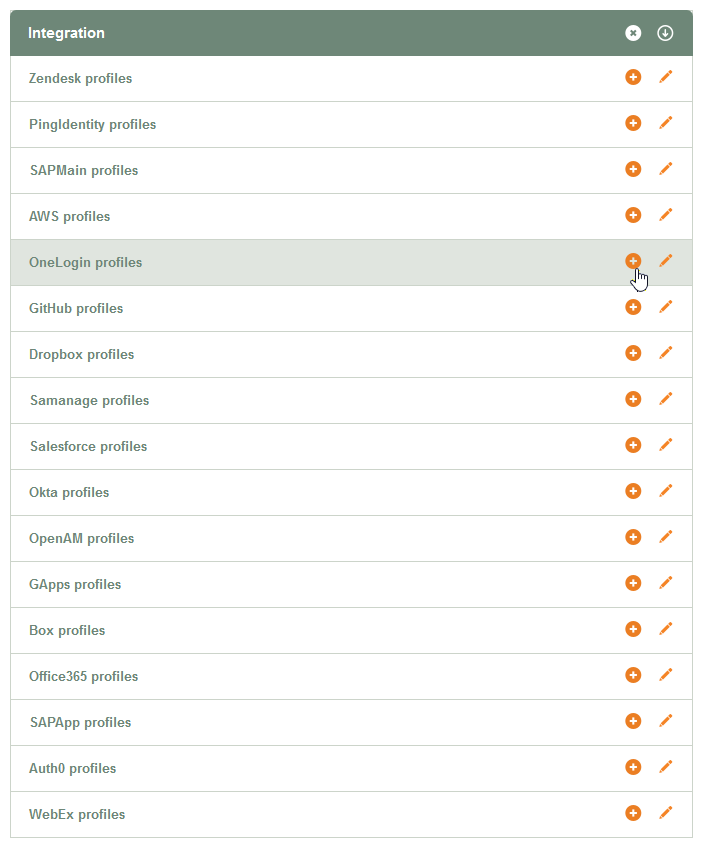 Integration
Zendesk profiles
PingIdentity profiles
SAPMain profiles
AWS profiles
OneLogin profiles
GitHub profiles
Dropbox profiles
Samanage profiles
Salesforce profiles
Okta profiles
OpenAM profiles
GApps profiles
Box profiles
Office365 profiles
SAPApp profiles
Auth0 profiles
WebEx profiles